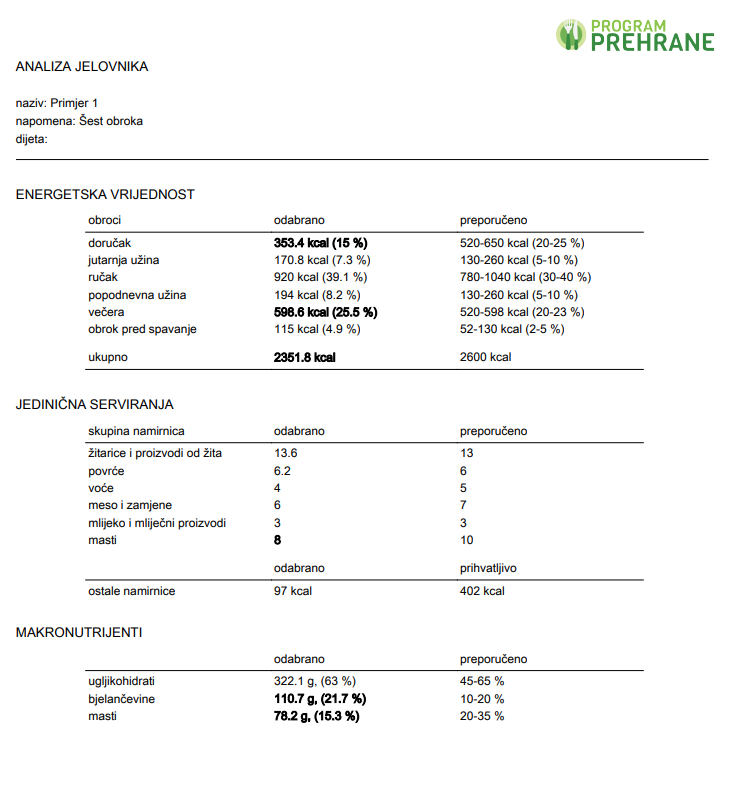 PROGRAM
PREHRANE
ANALIZA JELOVNIKA
naziv: Primjer 1
napomena: Šest obroka
dijeta:
ENERGETSKA VRIJEDNOST
obroci odabrano preporučeno
doručak 353.4 kcal (15 %) 520-650 kcal (20-25 %)
jutarnja užina 170.8 kcal (7.3 %) 130-260 kcal (5-10 %)
ručak 920 kcal (39.1 %) 780-1040 kcal (30-40 %)
popodnevna užina 194 kcal (8.2 %) 130-260 kcal (5-10 %)
večera 598.6 kcal (25.5 %) 520-598 kcal (20-23 %)
obrok pred spavanje 115 kcal (4.9 %) 52-130 kcal (2-5 %)
ukupno 2351.8 kcal 2600 kcal
JEDINIČNA SERVIRANJA
skupina namirnica odabrano preporučeno
žitarice i proizvodi od žita 13.6 13
povrće 6.2 6
voće 4 5
meso i zamjene 6 7
mlijeko i mliječni proizvodi 3 3
masti 8 10
odabrano prihvatljivo
ostale namirnice 97 kcal 402 kcal
MAKRONUTRIJENTI
odabrano preporučeno
ugljikohidrati 322.1 g, (63 %) 45-65 %
bjelančevine 110.7 g, (21.7 %) 10-20 %
masti 78.2 g, (15.3 %) 20-35 %